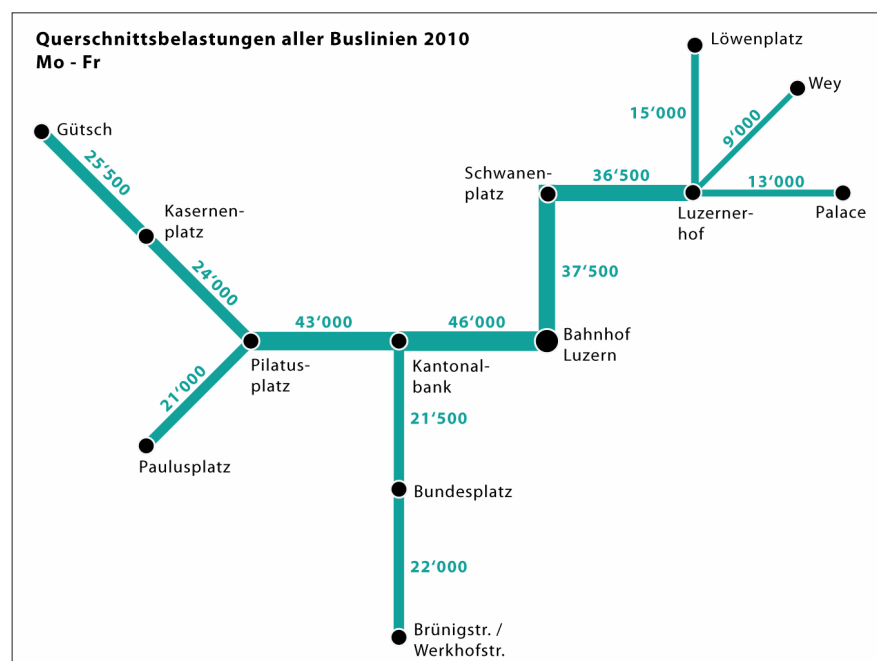 Querschnittsbelastungen aller Buslinien 2010
Mo - Fr
Löwenplatz
Wey
Gütsch
15‘000
9‘000
25‘500
Schwanen-
platz
36‘500
13‘000
Kasernen-
platz
Luzerner-
hof
Palace
24‘000
37‘500
43‘000
46‘000
Bahnhof
Luzern
Pilatus-
platz
Kantonal-
bank
21‘000
21‘500
Paulusplatz
Bundesplatz
22‘000
Brünigstr. /
Werkhofstr.